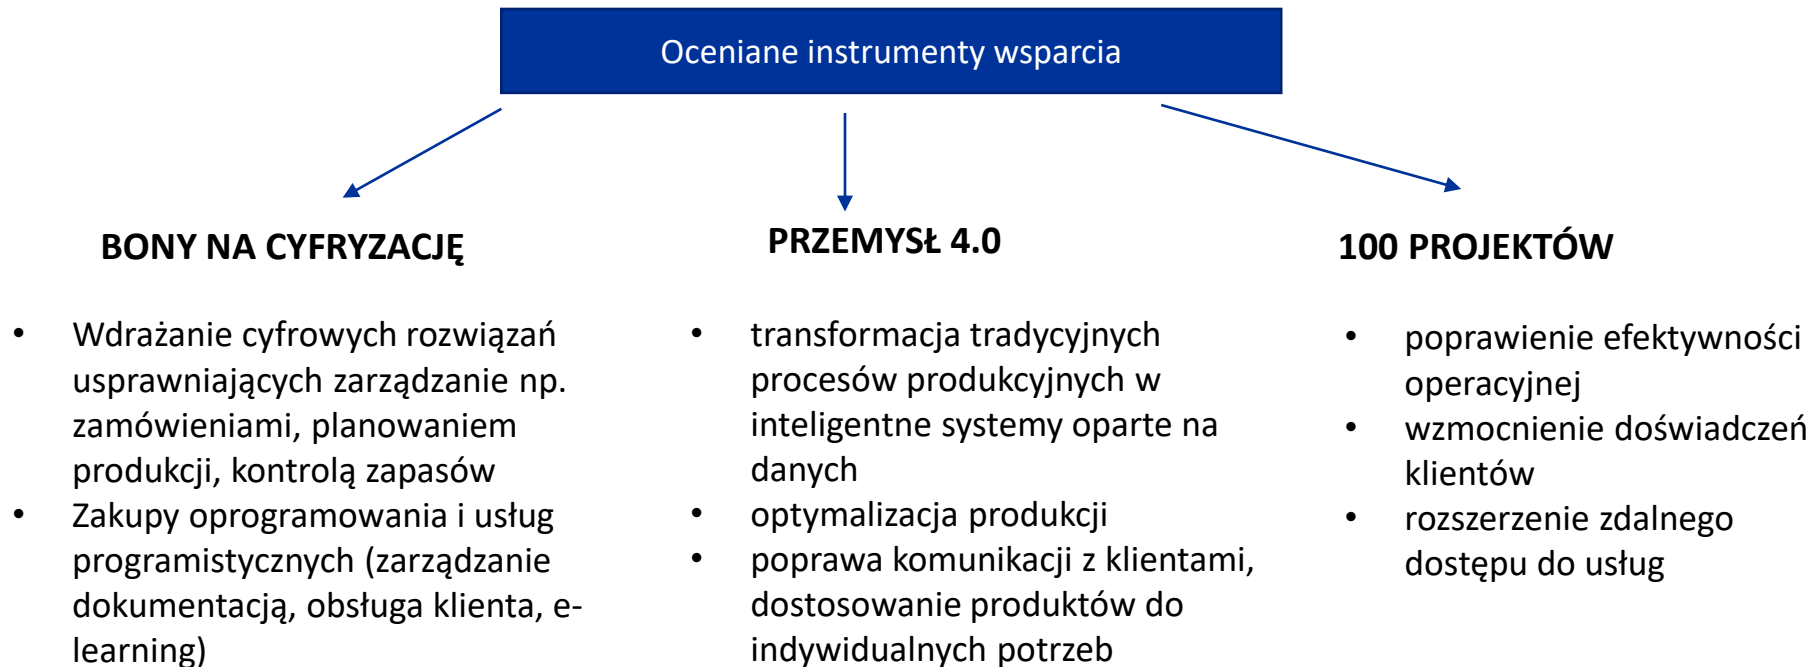 Oceniane instrumenty wsparcia
BONY NA CYFRYZACJĘ
• Wdrażanie cyfrowych rozwiązań
usprawniających zarządzanie np.
zamówieniami, planowaniem
produkcji, kontrolą zapasów
• Zakupy oprogramowania i usług
programistycznych (zarządzanie
dokumentacją, obsługa klienta, e-
learning)
PRZEMYSŁ 4.0
• transformacja tradycyjnych
procesów produkcyjnych w
inteligentne systemy oparte na
danych
• optymalizacja produkcji
• poprawa komunikacji z klientami,
dostosowanie produktów do
indywidualnych potrzeb
100 PROJEKTÓW
• poprawienie efektywności
operacyjnej
• wzmocnienie doświadczeń
klientów
• rozszerzenie zdalnego
dostępu do usług